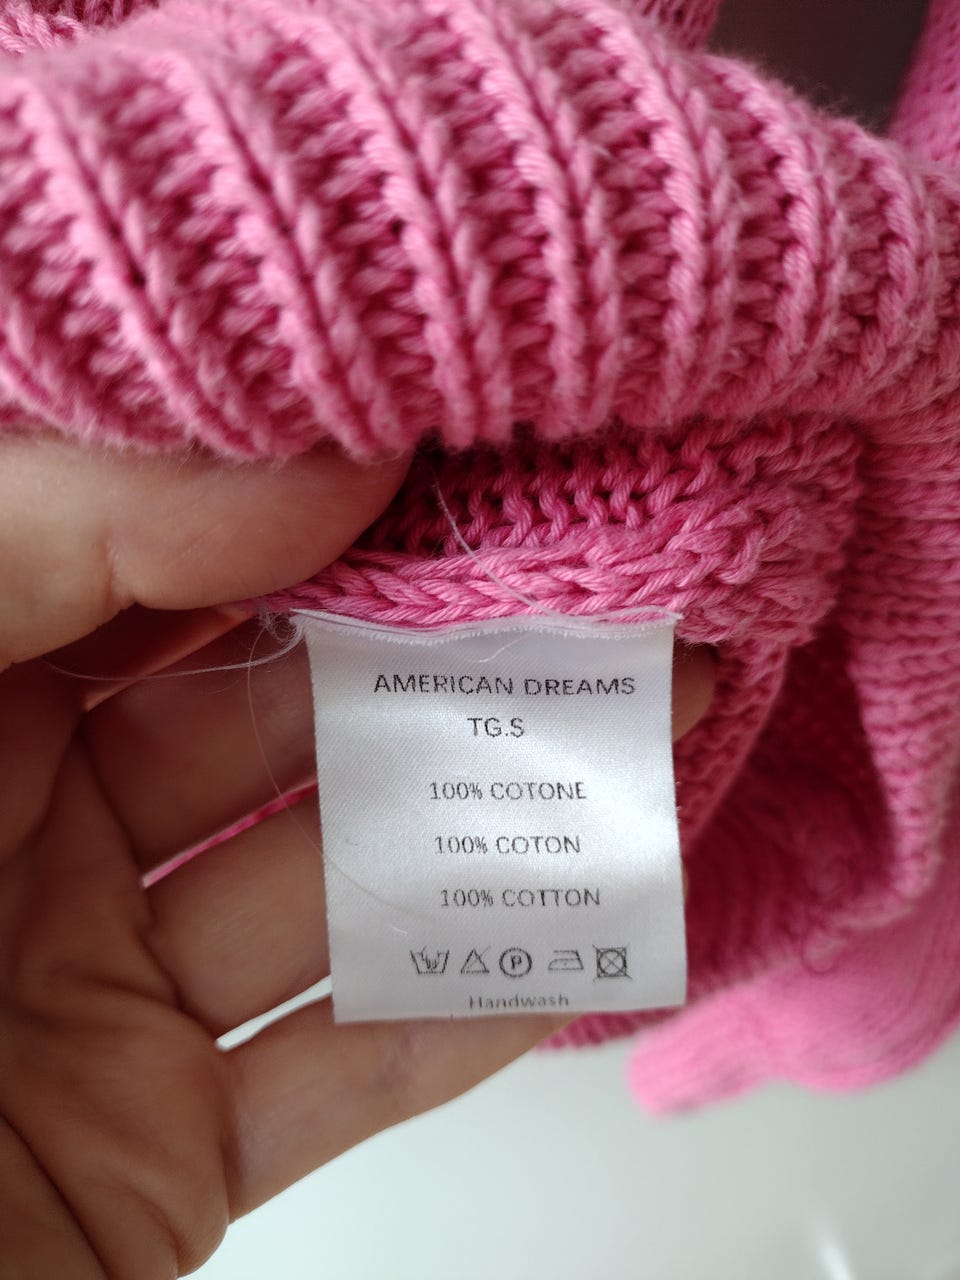 AMERICAN DREAMS
TG.S
100% COTONE
100% COTON
100% COTTON
P
Handwash